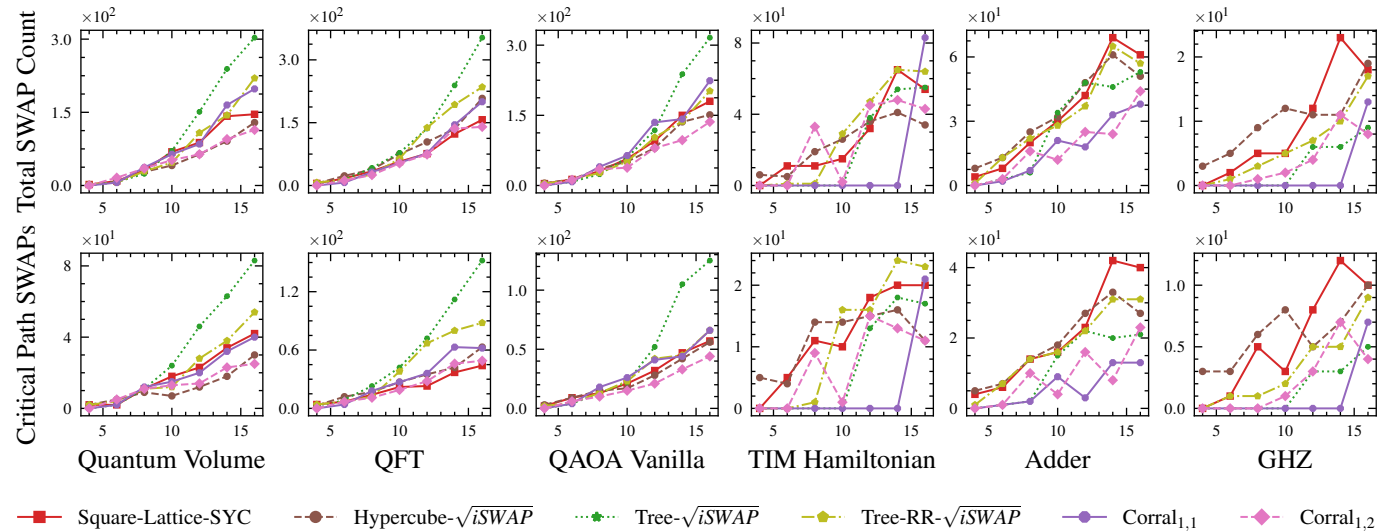 ×10² ×10² ×10² ×10¹ ×10¹ ×10¹
Total SWAP Count
3.0 1.5 0.0
3.0 1.5 0.0
3.0 1.5 0.0
8 4 0
6 3 0
2 1 0
5 10 15 5 10 15 5 10 15 5 10 15 5 10 15 5 10 15
×10¹ ×10² ×10² ×10¹ ×10¹ ×10¹
Critical Path SWAPs
8 4 0
1.2 0.6 0.0
1.0 0.5 0.0
2 1 0
4 2 0
1.0 0.5 0.0
5 10 15 5 10 15 5 10 15 5 10 15 5 10 15 5 10 15
Quantum Volume QFT QAOA Vanilla TIM Hamiltonian Adder GHZ
Square-Lattice-SYC Hypercube-√iSWAP Tree-√iSWAP Tree-RR-√iSWAP Corral₁,₁ Corral₁,₂